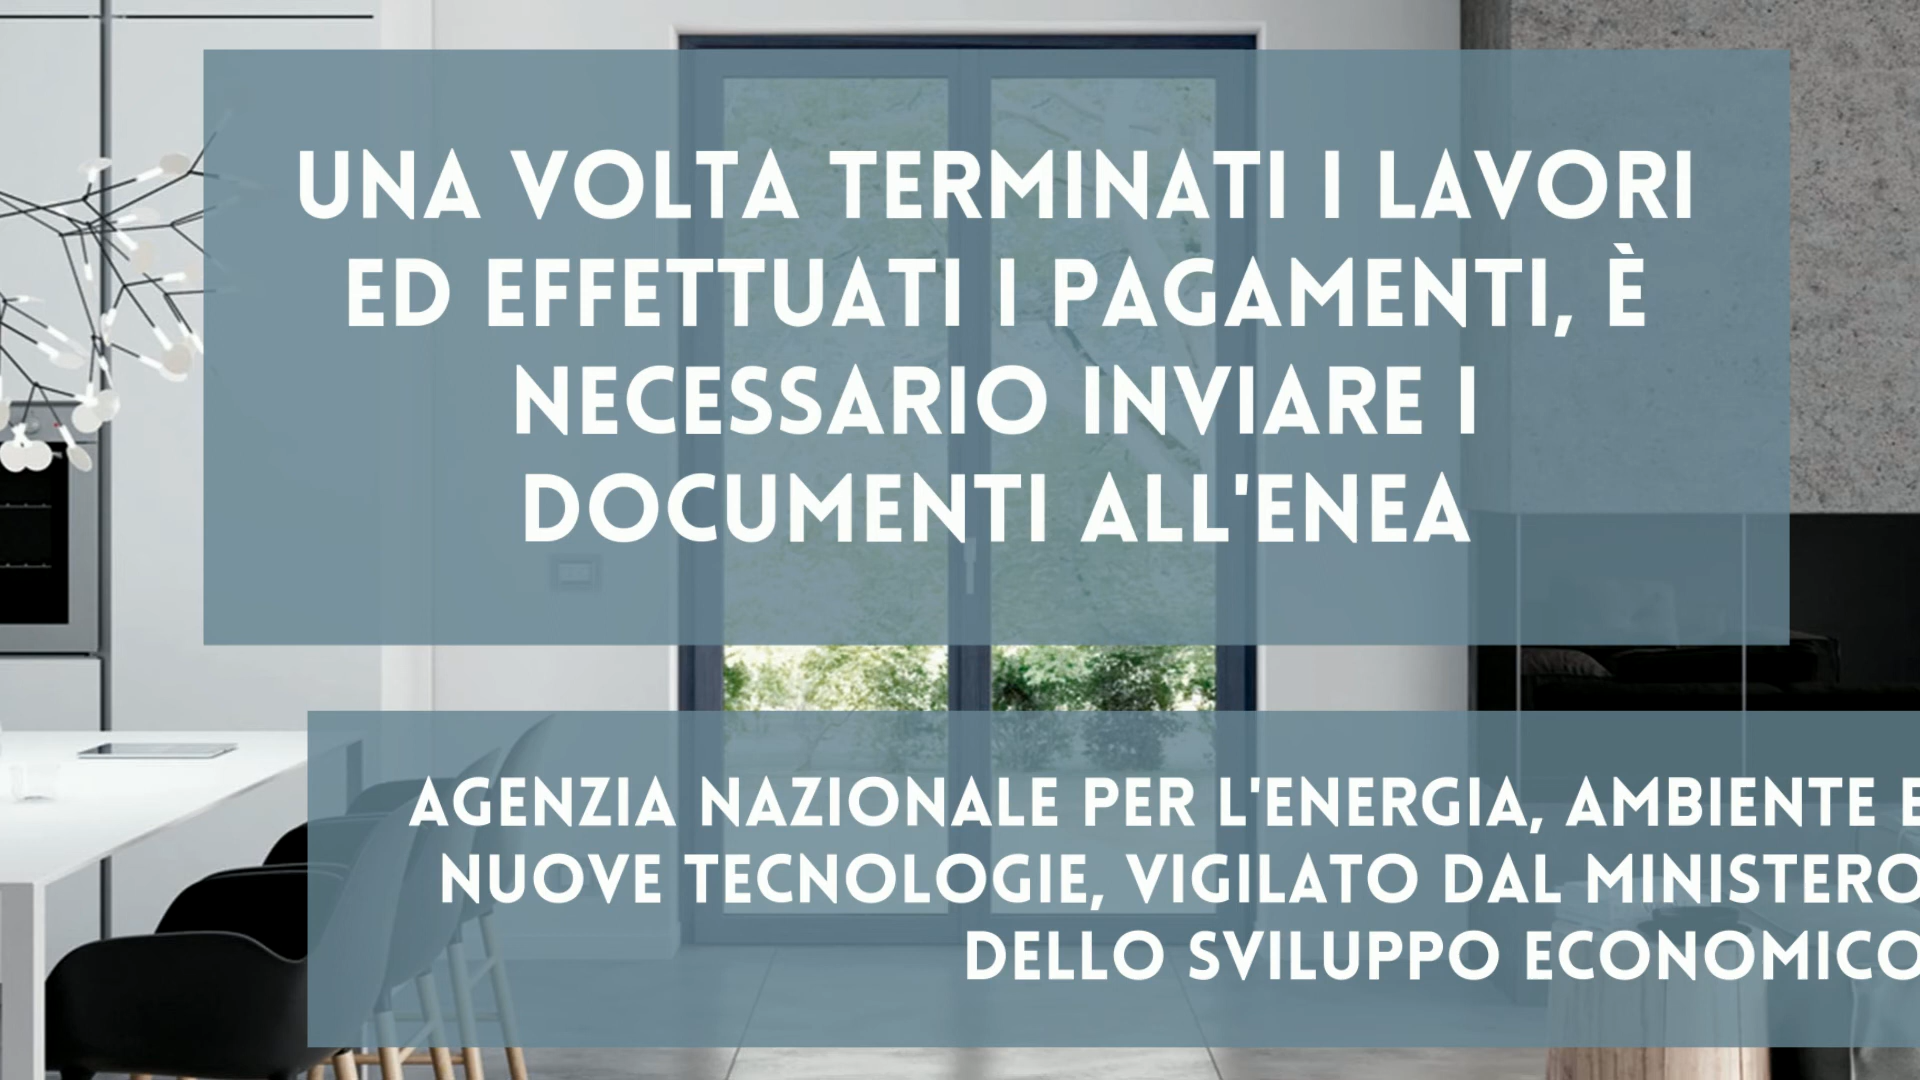 UNA VOLTA TERMINATI I LAVORI
ED EFFETTUATI I PAGAMENTI, È
NECESSARIO INVIARE I
DOCUMENTI ALL'ENEA
AGENZIA NAZIONALE PER L'ENERGIA, AMBIENTE E
NUOVE TECNOLOGIE, VIGILATO DAL MINISTERO
DELLO SVILUPPO ECONOMICO